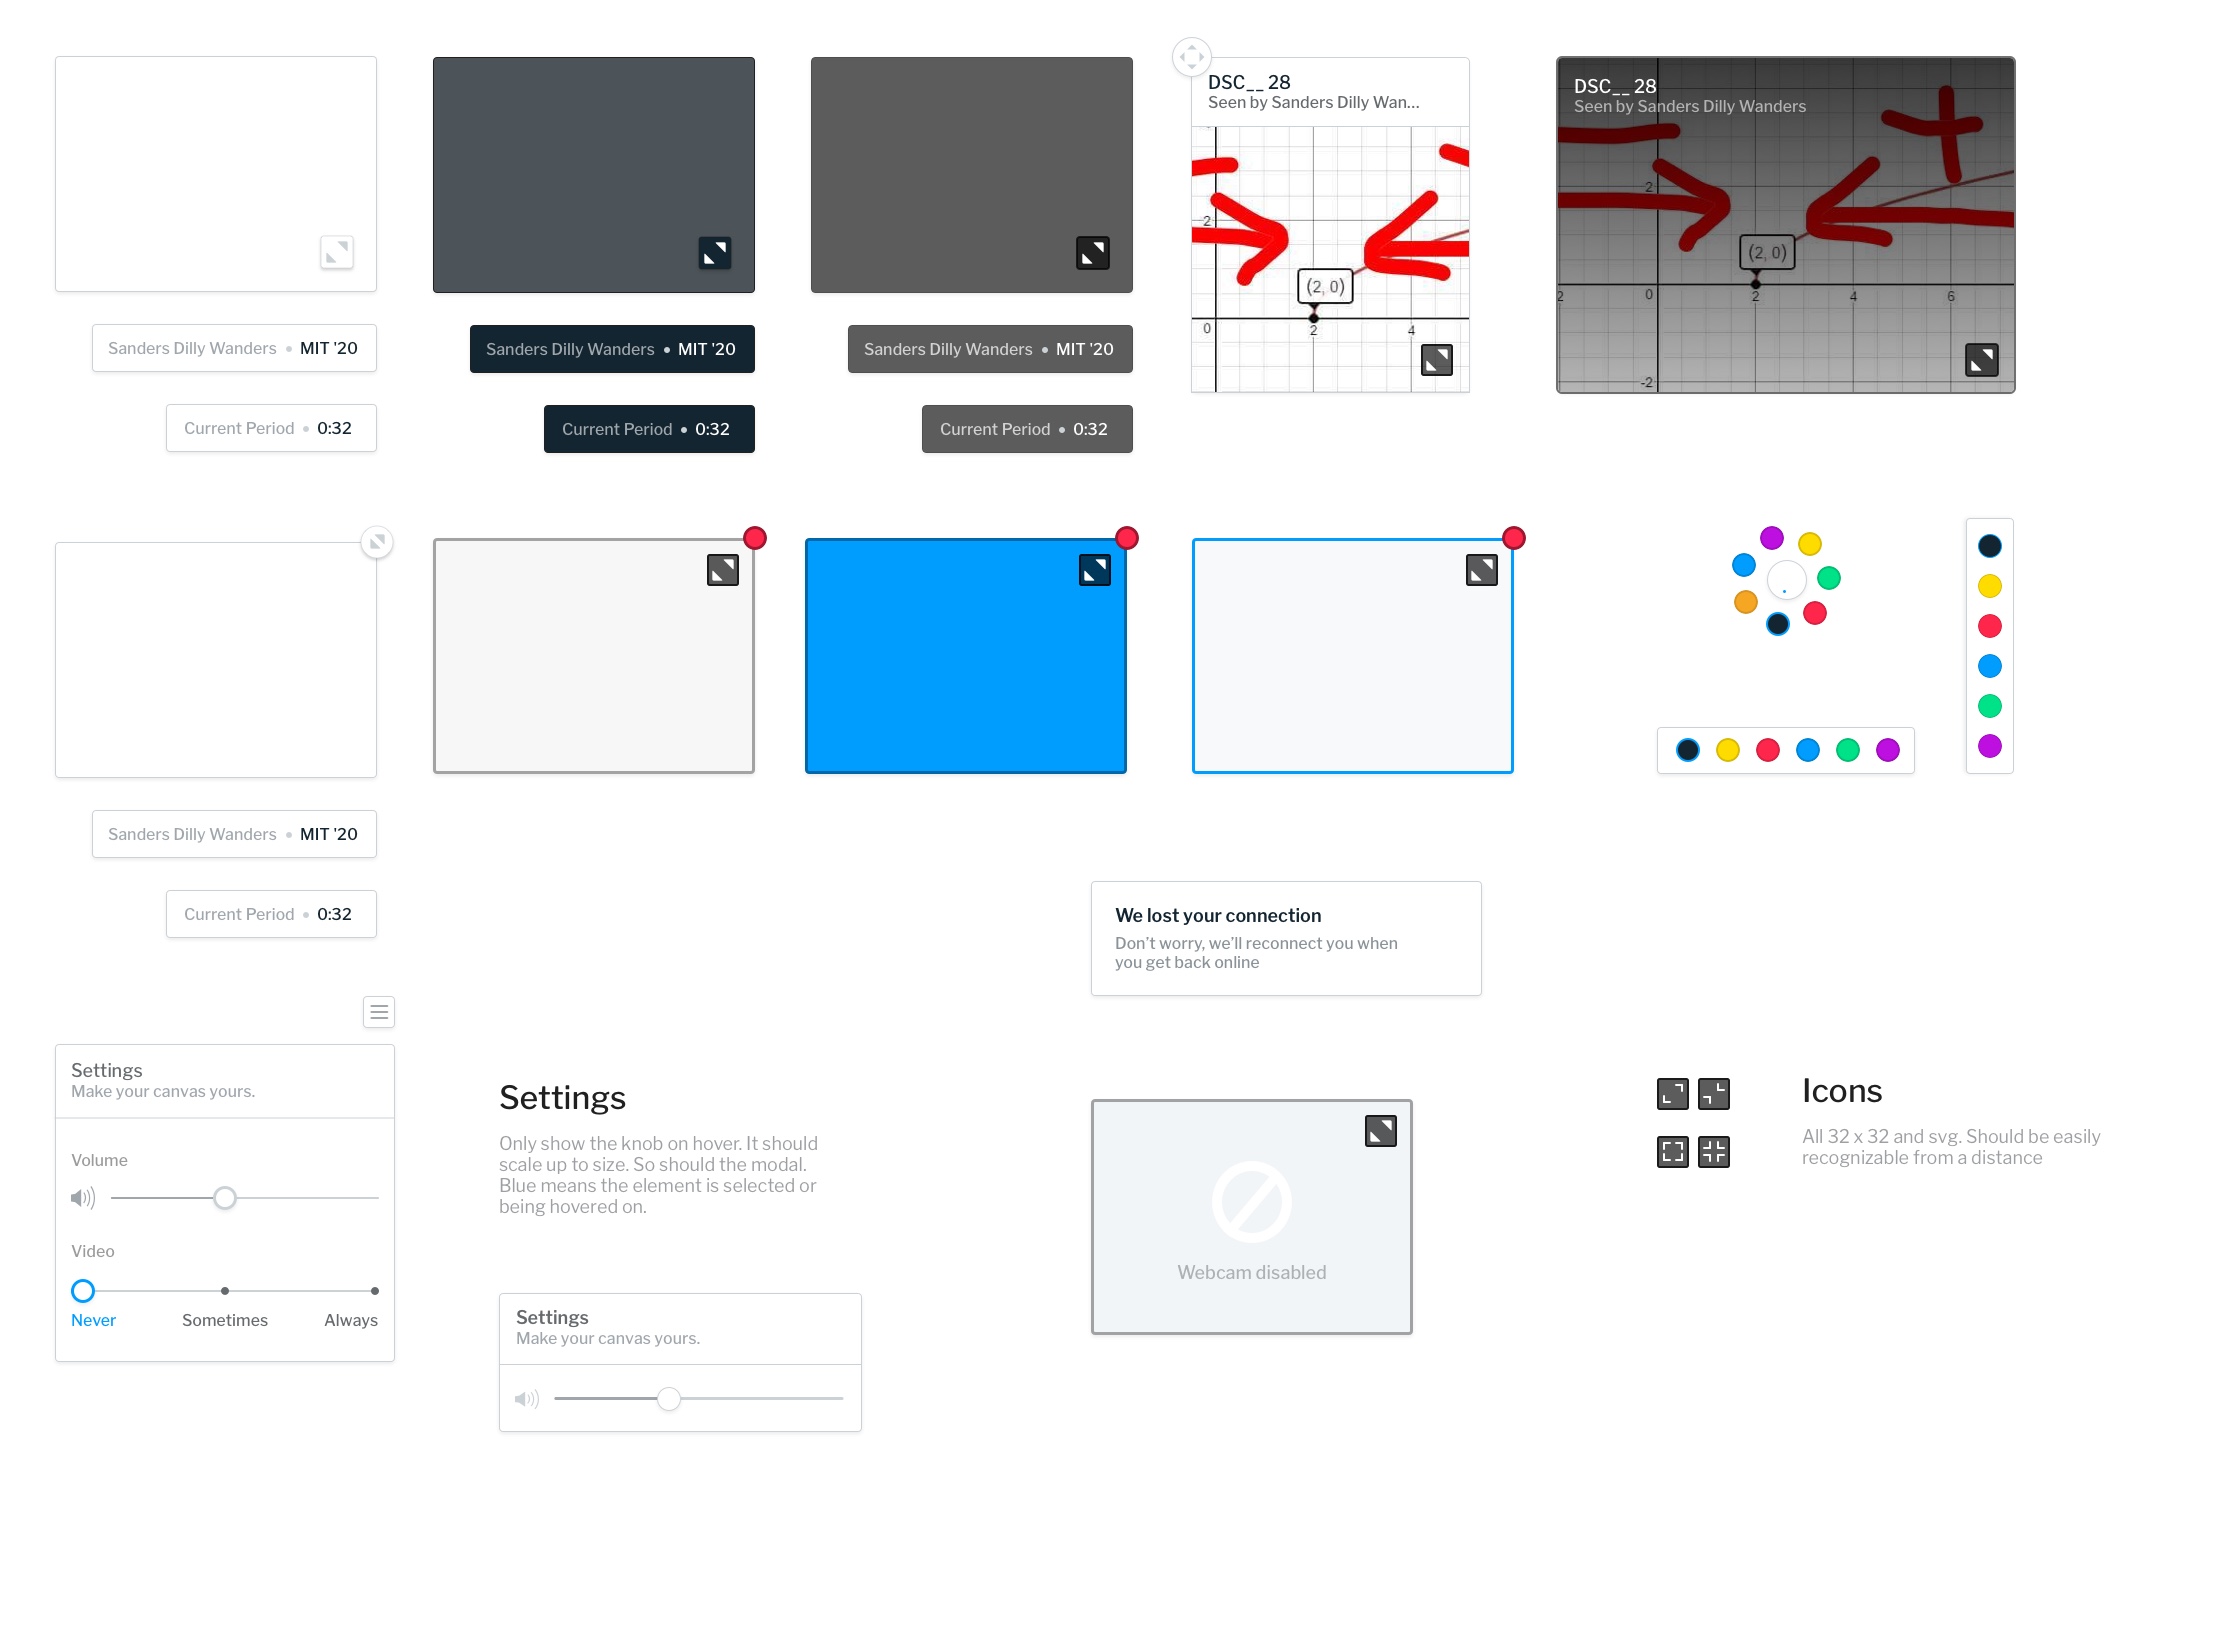 DSC__ 28
Seen by Sanders Dilly Wan...
2
(2, 0)
0
2
4
DSC__ 28
Seen by Sanders Dilly Wanders
2
(2, 0)
2
0
2
4
6
-2
Sanders Dilly Wanders • MIT '20
Sanders Dilly Wanders • MIT '20
Sanders Dilly Wanders • MIT '20
Current Period • 0:32
Current Period • 0:32
Current Period • 0:32
Sanders Dilly Wanders • MIT '20
Current Period • 0:32
We lost your connection
Don't worry, we'll reconnect you when
you get back online
Settings
Make your canvas yours.
Volume
Video
Never
Sometimes
Always
Settings
Only show the knob on hover. It should
scale up to size. So should the modal.
Blue means the element is selected or
being hovered on.
Settings
Make your canvas yours.
Webcam disabled
Icons
All 32 x 32 and svg. Should be easily
recognizable from a distance